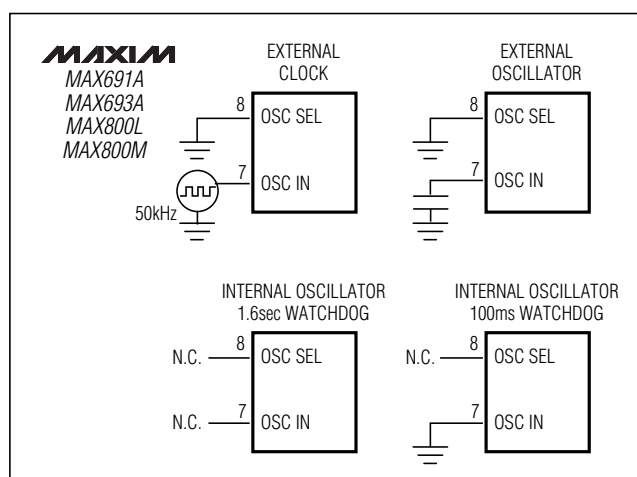 MAXIM
MAX691A
MAX693A
MAX800L
MAX800M
EXTERNAL
CLOCK
8
OSC SEL
7
OSC IN
50kHz
EXTERNAL
OSCILLATOR
8
OSC SEL
7
OSC IN
INTERNAL OSCILLATOR
1.6sec WATCHDOG
N.C.
8
OSC SEL
N.C.
7
OSC IN
INTERNAL OSCILLATOR
100ms WATCHDOG
N.C.
8
OSC SEL
7
OSC IN